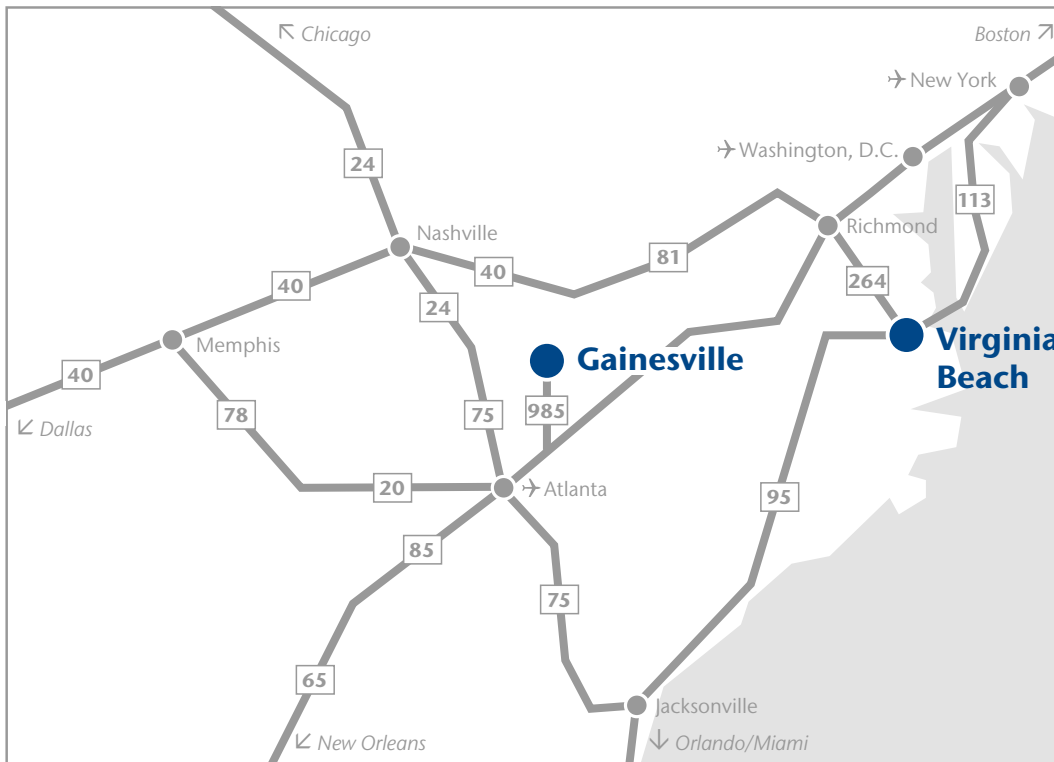 ↖ Chicago
Boston ↗
✈ New York
24
✈ Washington, D.C.
113
Nashville
Richmond
81
40
264
40
24
Virginia
Beach
Memphis
Gainesville
40
78
75
985
↙ Dallas
20
✈ Atlanta
95
85
75
65
Jacksonville
↙ New Orleans
↓ Orlando/Miami